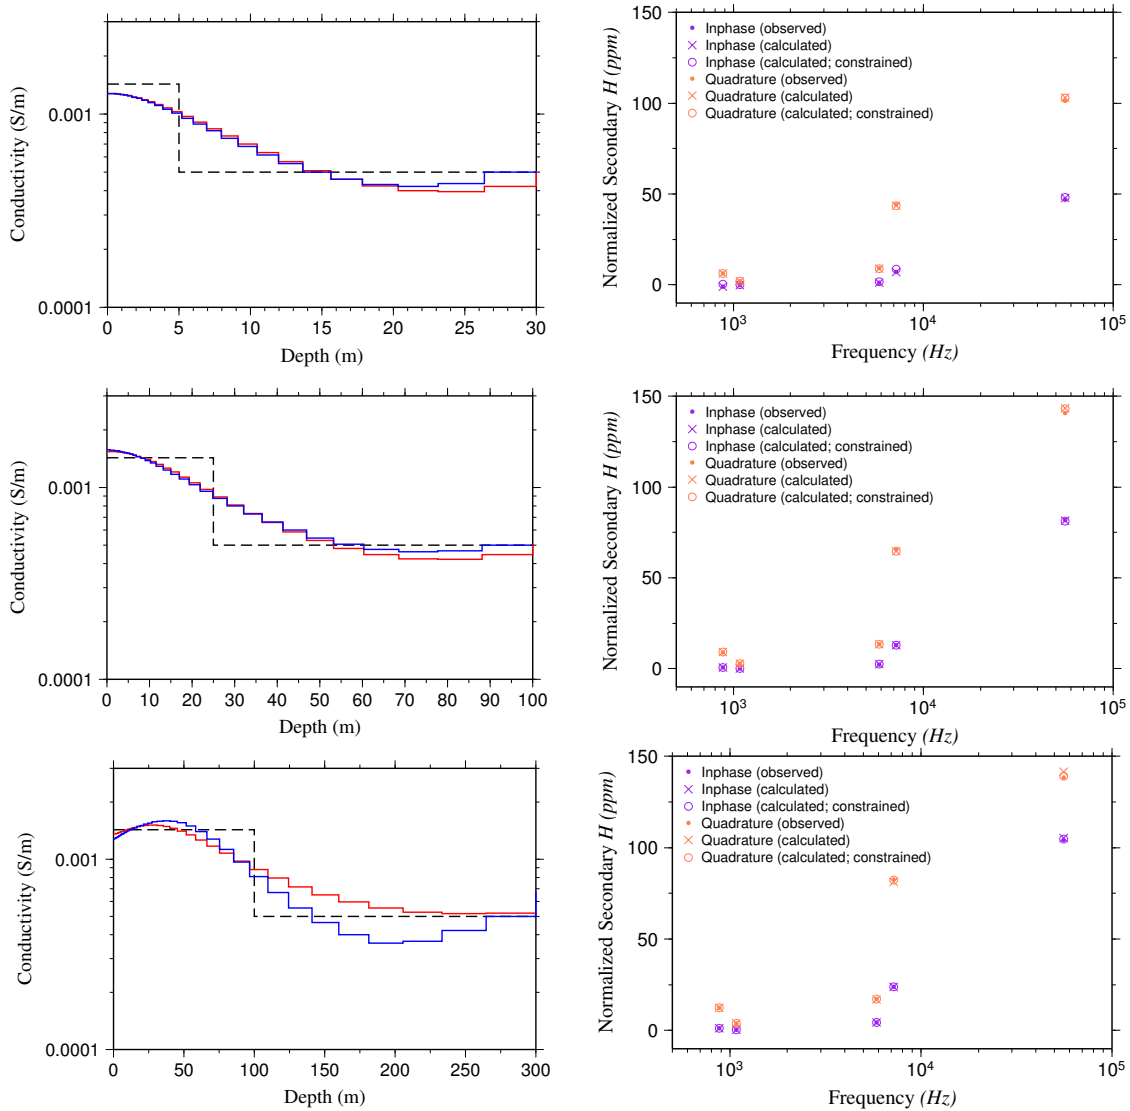 Conductivity (S/m)
0.001
0.0001
0 5 10 15 20 25 30
Depth (m)
Normalized Secondary H (ppm)
150
100
50
0
Inphase (observed)
Inphase (calculated)
Inphase (calculated; constrained)
Quadrature (observed)
Quadrature (calculated)
Quadrature (calculated; constrained)
10³ 10⁴ 10⁵
Frequency (Hz)
Conductivity (S/m)
0.001
0.0001
0 10 20 30 40 50 60 70 80 90 100
Depth (m)
Normalized Secondary H (ppm)
150
100
50
0
Inphase (observed)
Inphase (calculated)
Inphase (calculated; constrained)
Quadrature (observed)
Quadrature (calculated)
Quadrature (calculated; constrained)
10³ 10⁴ 10⁵
Frequency (Hz)
Conductivity (S/m)
0.001
0.0001
0 50 100 150 200 250 300
Depth (m)
Normalized Secondary H (ppm)
150
100
50
0
Inphase (observed)
Inphase (calculated)
Inphase (calculated; constrained)
Quadrature (observed)
Quadrature (calculated)
Quadrature (calculated; constrained)
10³ 10⁴ 10⁵
Frequency (Hz)